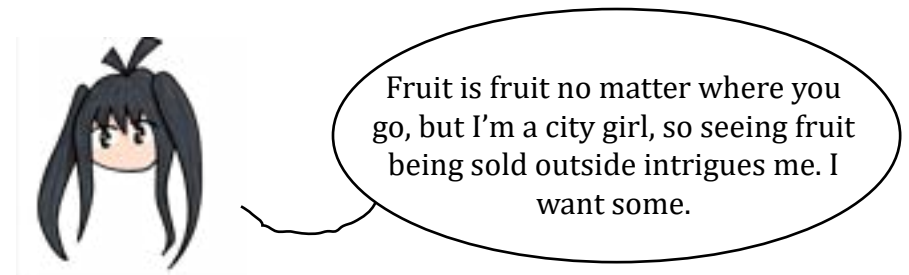 Fruit is fruit no matter where you
go, but I’m a city girl, so seeing fruit
being sold outside intrigues me. I
want some.